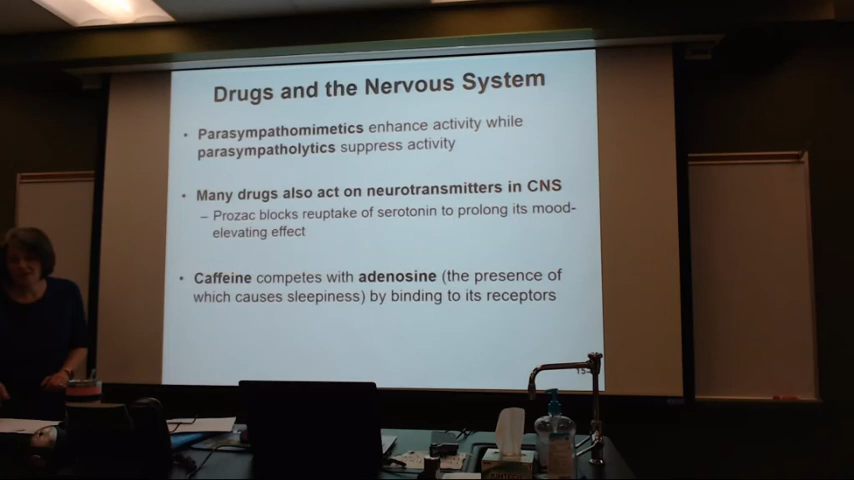 Drugs and the Nervous System
• Parasympathomimetics enhance activity while
parasympatholytics suppress activity
• Many drugs also act on neurotransmitters in CNS
– Prozac blocks reuptake of serotonin to prolong its mood-
elevating effect
• Caffeine competes with adenosine (the presence of
which causes sleepiness) by binding to its receptors